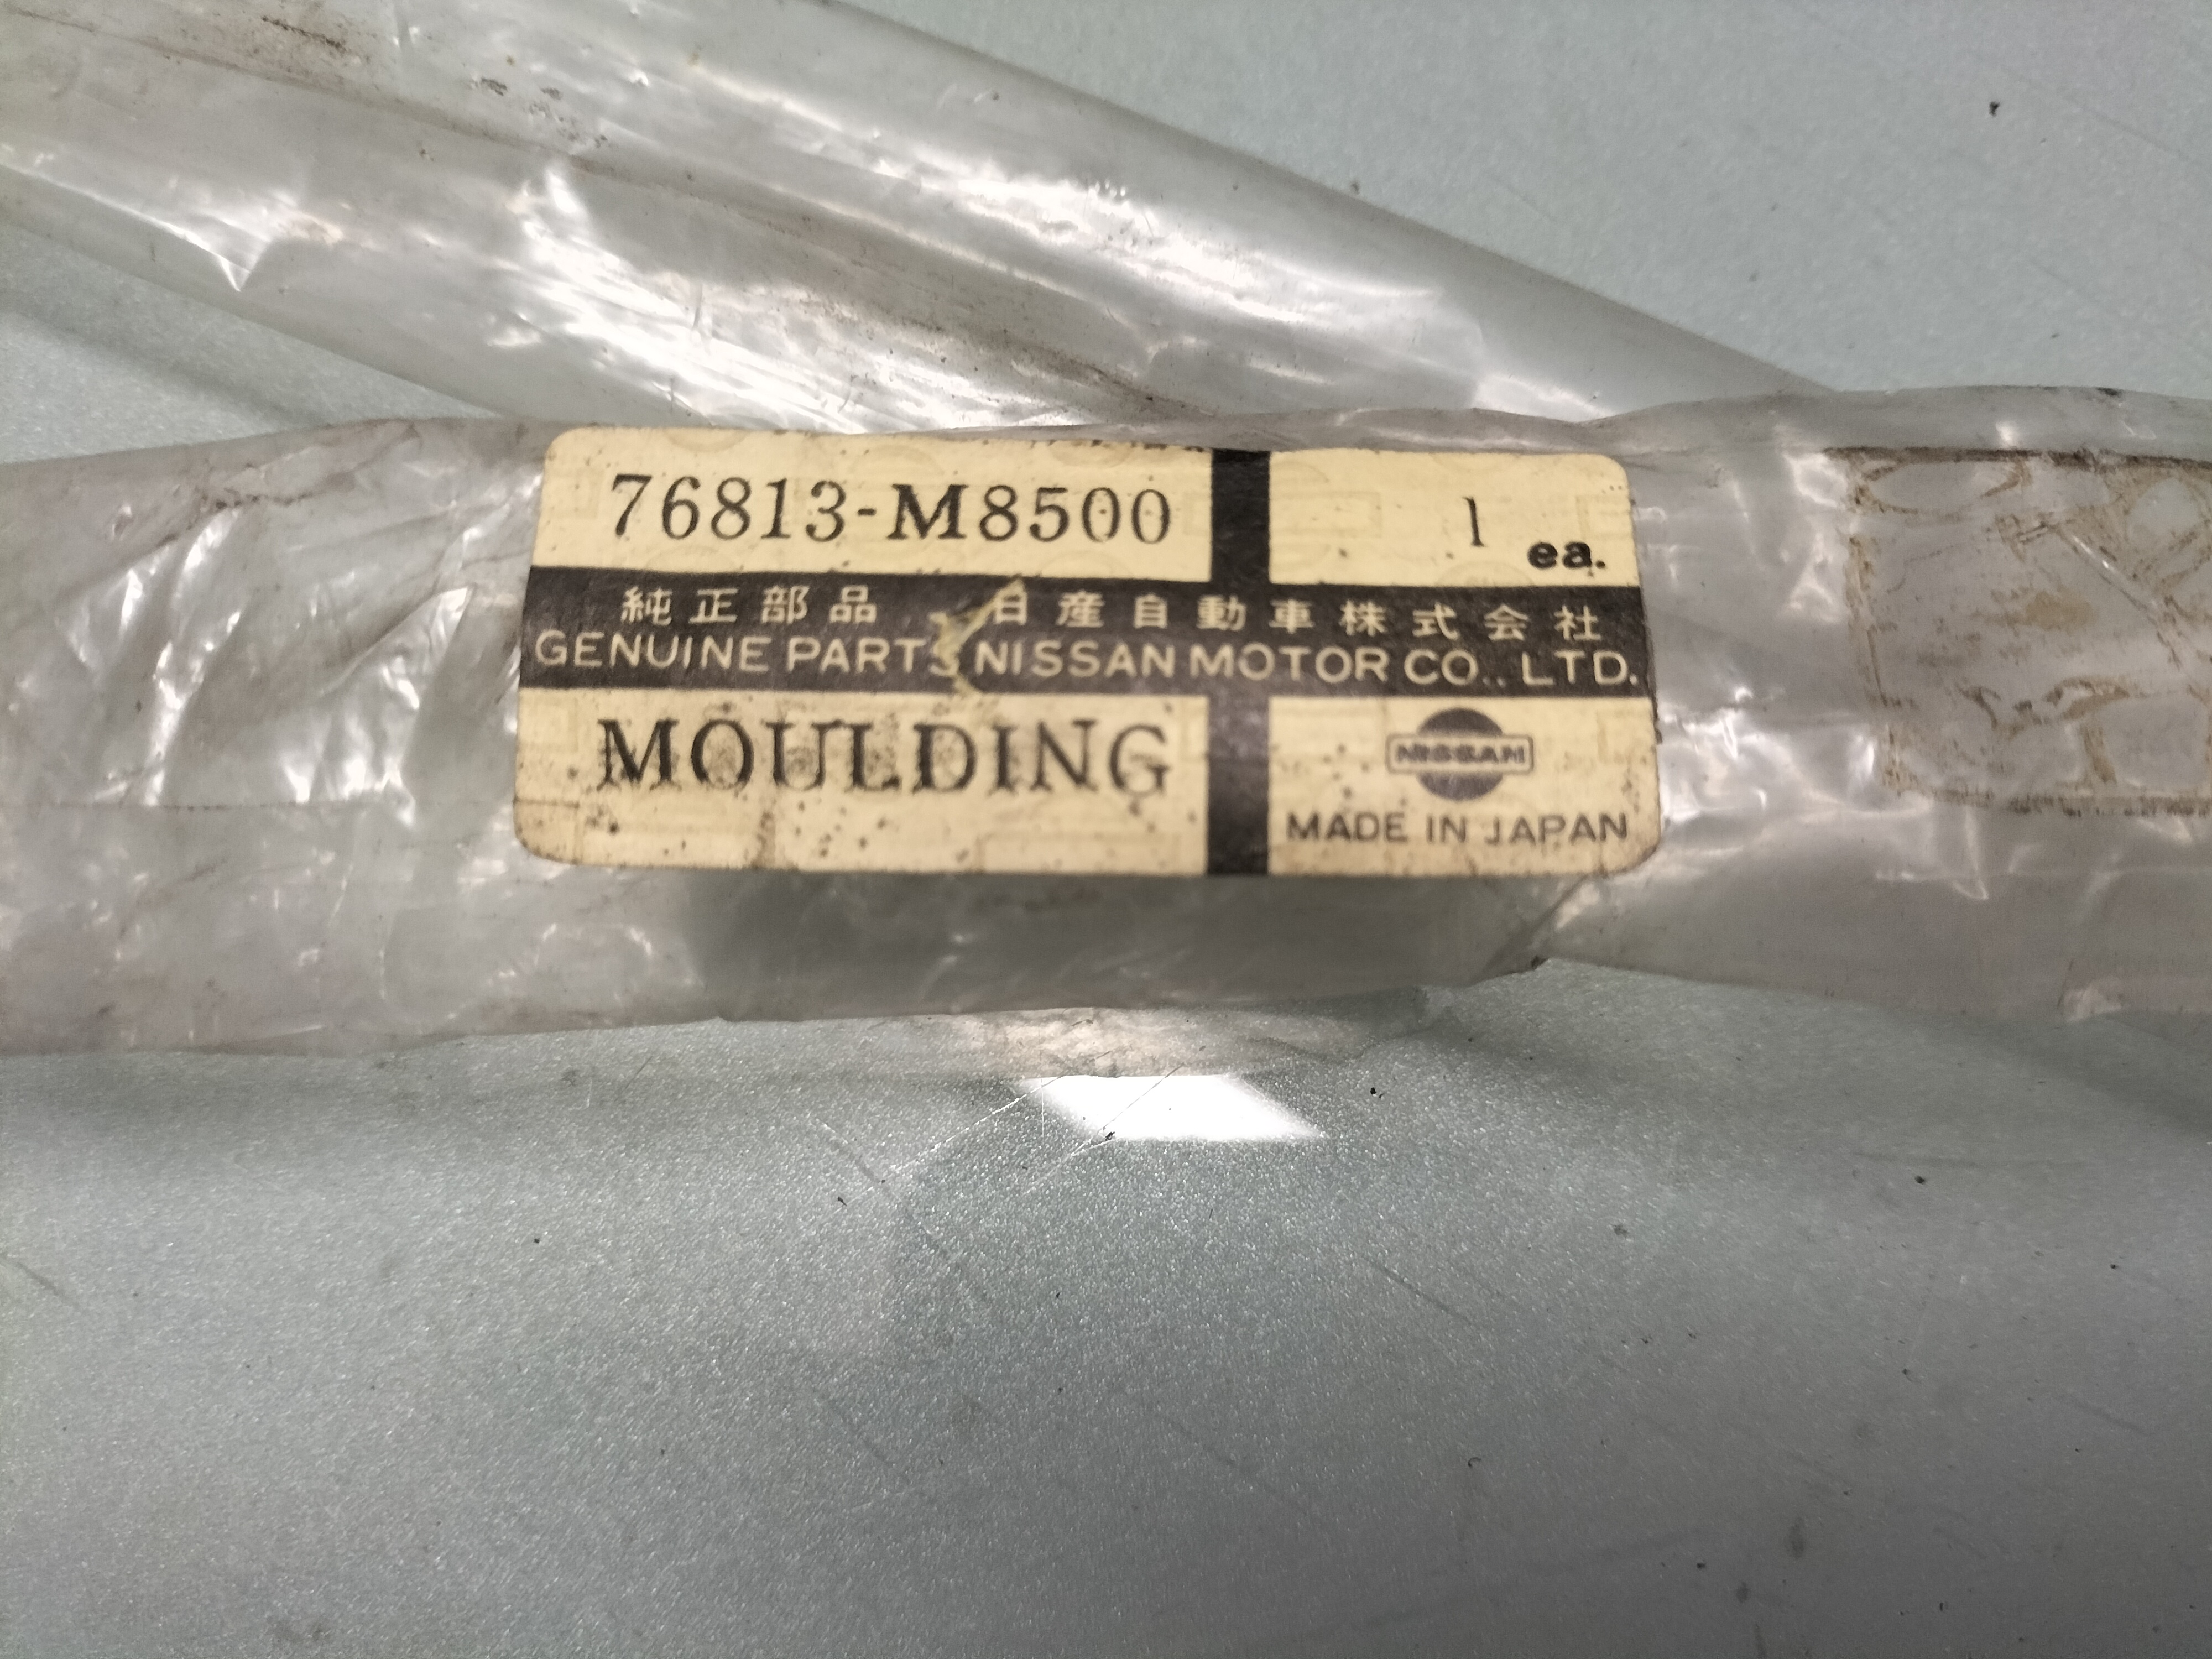 76813-M8500 1 ea.
純正部品 日産自動車株式会社
GENUINE PARTS NISSAN MOTOR CO., LTD.
MOULDING
NISSAN
MADE IN JAPAN